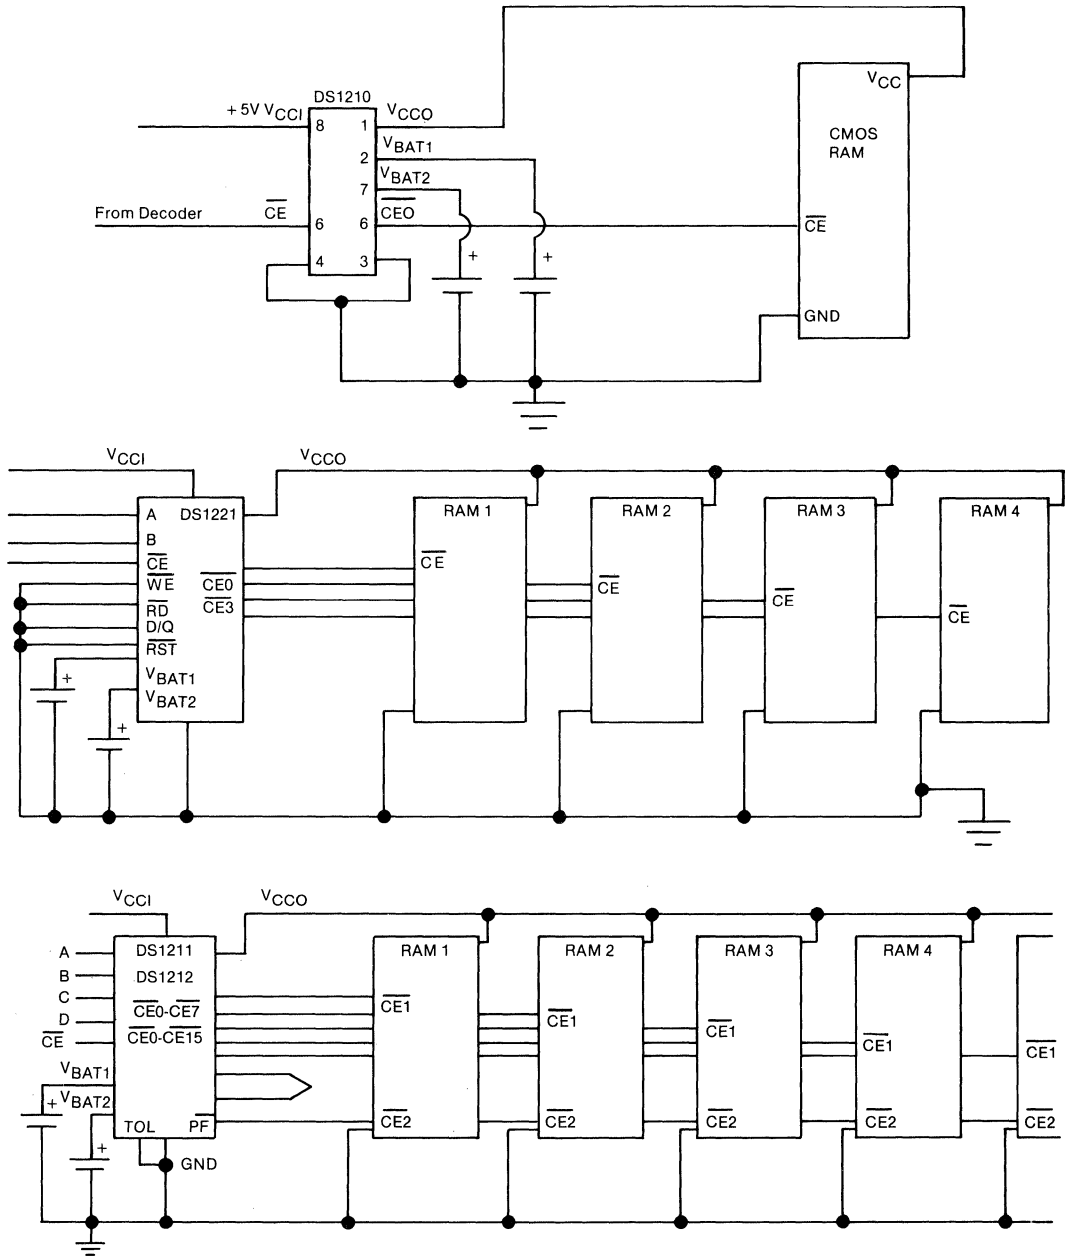 DS1210
+5V VCCI
VCCO
8 1
VBAT1
2
VBAT2
7
From Decoder
CE
6 6
CEO
4 3
+ +
VCC
CMOS
RAM
CE
GND
VCCI
VCCO
DS1221
A
B
CE
WE
RD
D/Q
RST
VBAT1
VBAT2
CE0
CE3
+
+
RAM 1
CE
RAM 2
CE
RAM 3
CE
RAM 4
CE
VCCI
VCCO
DS1211
DS1212
CE0-CE7
CE0-CE15
A
B
C
D
CE
VBAT1
VBAT2
+
+
TOL
PF
GND
RAM 1
CE1
CE2
RAM 2
CE1
CE2
RAM 3
CE1
CE2
RAM 4
CE1
CE2
CE1
CE2